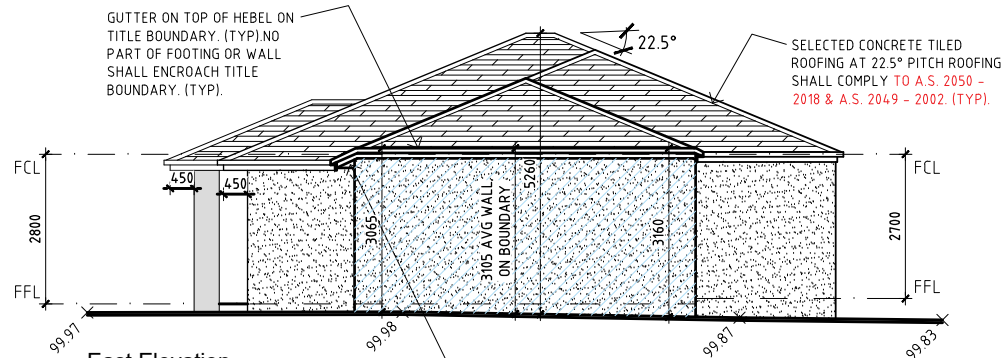 GUTTER ON TOP OF HEBEL ON
TITLE BOUNDARY. (TYP).NO
PART OF FOOTING OR WALL
SHALL ENCROACH TITLE
BOUNDARY. (TYP).
22.5°
SELECTED CONCRETE TILED
ROOFING AT 22.5° PITCH ROOFING
SHALL COMPLY TO A.S. 2050 -
2018 & A.S. 2049 - 2002. (TYP).
FCL
FCL
450
450
2800
3065
3105 AVG WALL
ON BOUNDARY
5260
3160
2700
FFL
FFL
99.97
99.98
99.87
99.83
East Elevation